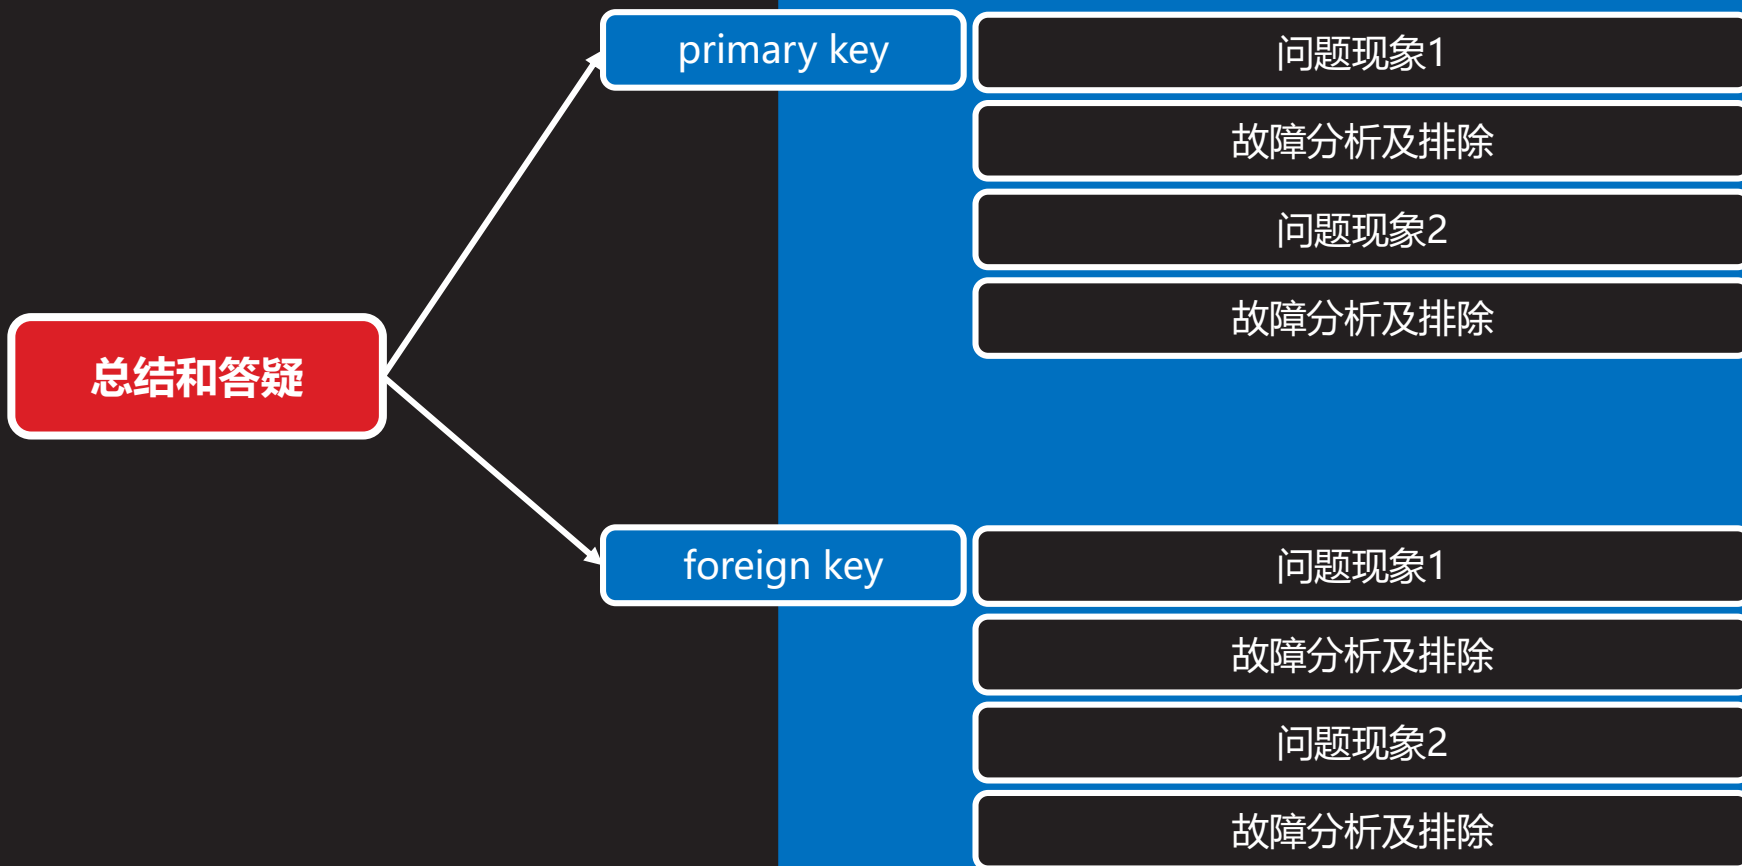 总结和答疑
primary key
问题现象1
故障分析及排除
问题现象2
故障分析及排除
foreign key
问题现象1
故障分析及排除
问题现象2
故障分析及排除